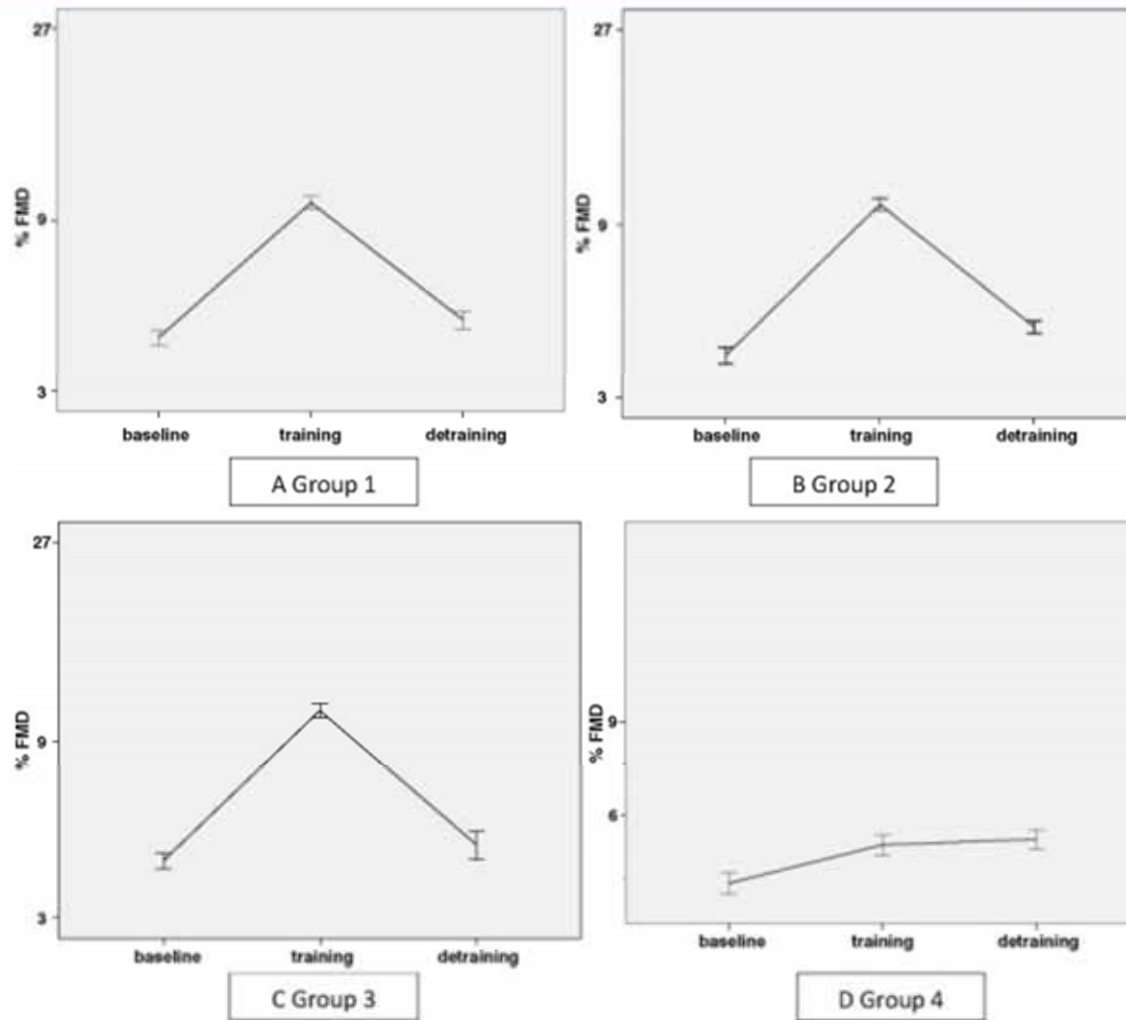 27
% FMD
9
3
baseline training detraining
A Group 1
27
% FMD
9
3
baseline training detraining
B Group 2
27
% FMD
9
3
baseline training detraining
C Group 3
% FMD
9
6
baseline training detraining
D Group 4